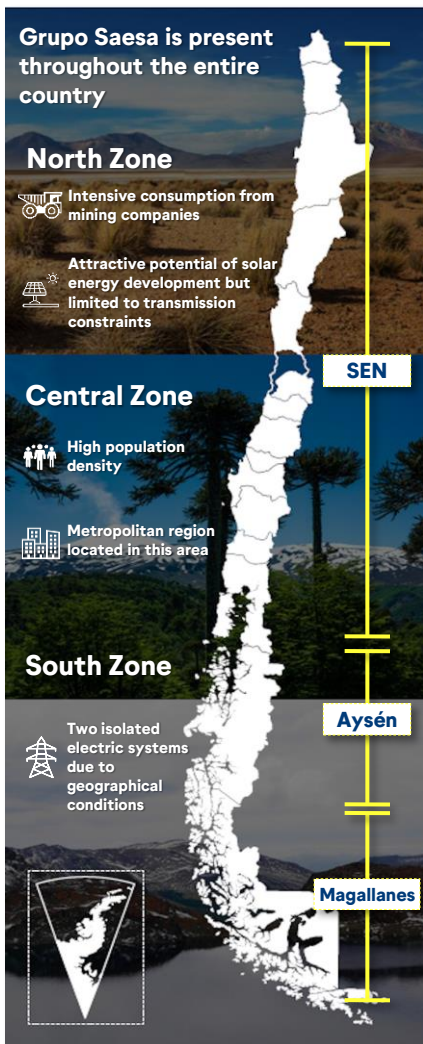 Grupo Saesa is present
throughout the entire
country
North Zone
Intensive consumption from
mining companies
Attractive potential of solar
energy development but
limited to transmission
constraints
SEN
Central Zone
High population
density
Metropolitan region
located in this area
South Zone
Aysén
Two isolated
electric systems
due to
geographical
conditions
Magallanes